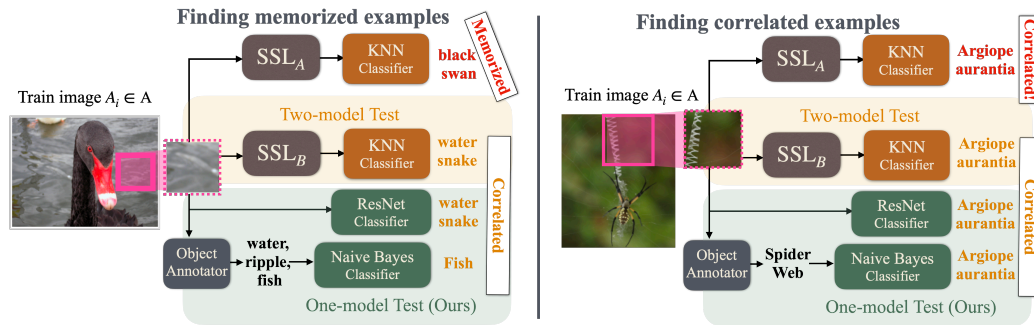 Finding memorized examples
Train image Aᵢ ∈ A
SSL_A
KNN
Classifier
black
swan
Memorized
Two-model Test
SSL_B
KNN
Classifier
water
snake
Correlated
ResNet
Classifier
water
snake
Object
Annotator
water,
ripple,
fish
Naive Bayes
Classifier
Fish
One-model Test (Ours)
Finding correlated examples
Train image Aᵢ ∈ A
SSL_A
KNN
Classifier
Argiope
aurantia
Correlated!
Two-model Test
SSL_B
KNN
Classifier
Argiope
aurantia
Correlated
ResNet
Classifier
Argiope
aurantia
Object
Annotator
Spider
Web
Naive Bayes
Classifier
Argiope
aurantia
One-model Test (Ours)